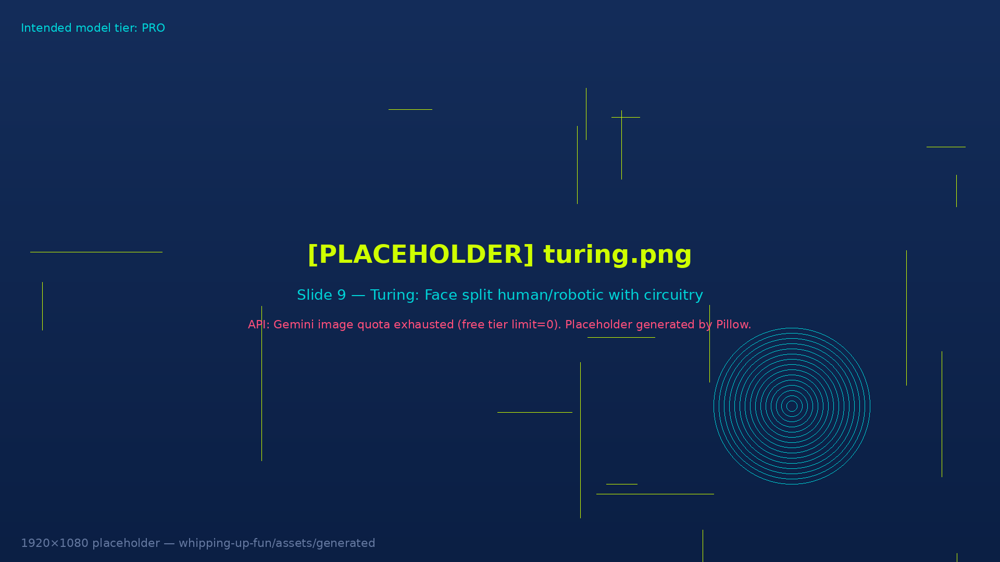 Intended model tier: PRO
[PLACEHOLDER] turing.png
Slide 9 — Turing: Face split human/robotic with circuitry
API: Gemini image quota exhausted (free tier limit=0). Placeholder generated by Pillow.
1920×1080 placeholder — whipping-up-fun/assets/generated